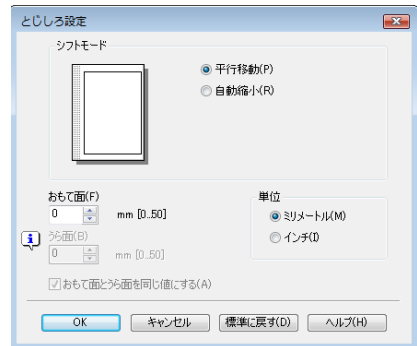 とじしろ設定
シフトモード
平行移動(P)
自動縮小(R)
おもて面(F)
0 mm [0..50]
うら面(B)
0 mm [0..50]
おもて面とうら面を同じ値にする(A)
単位
ミリメートル(M)
インチ(I)
OK キャンセル 標準に戻す(D) ヘルプ(H)